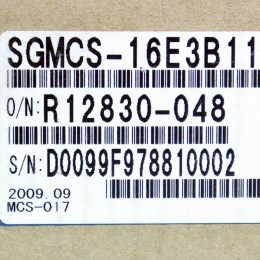 SGMCS-16E3B11
O/N: R12830-048
S/N: D0099F978810002
2009.09
MCS-017